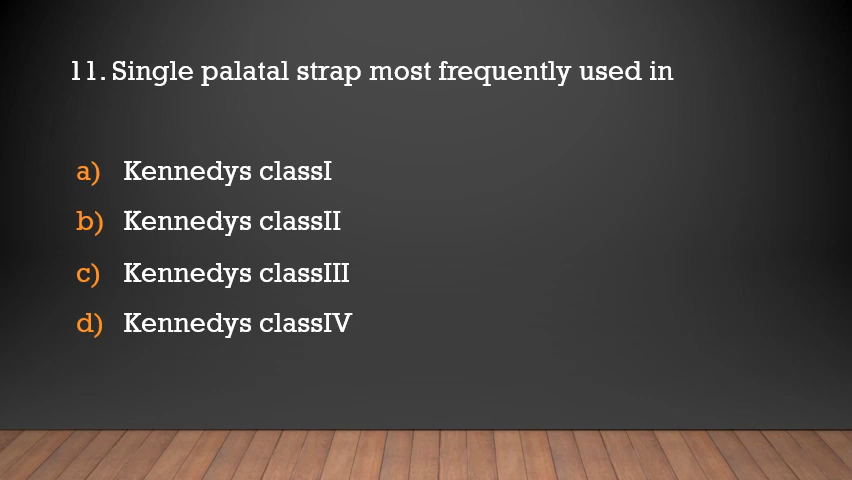 11. Single palatal strap most frequently used in
a) Kennedys classI
b) Kennedys classII
c) Kennedys classIII
d) Kennedys classIV